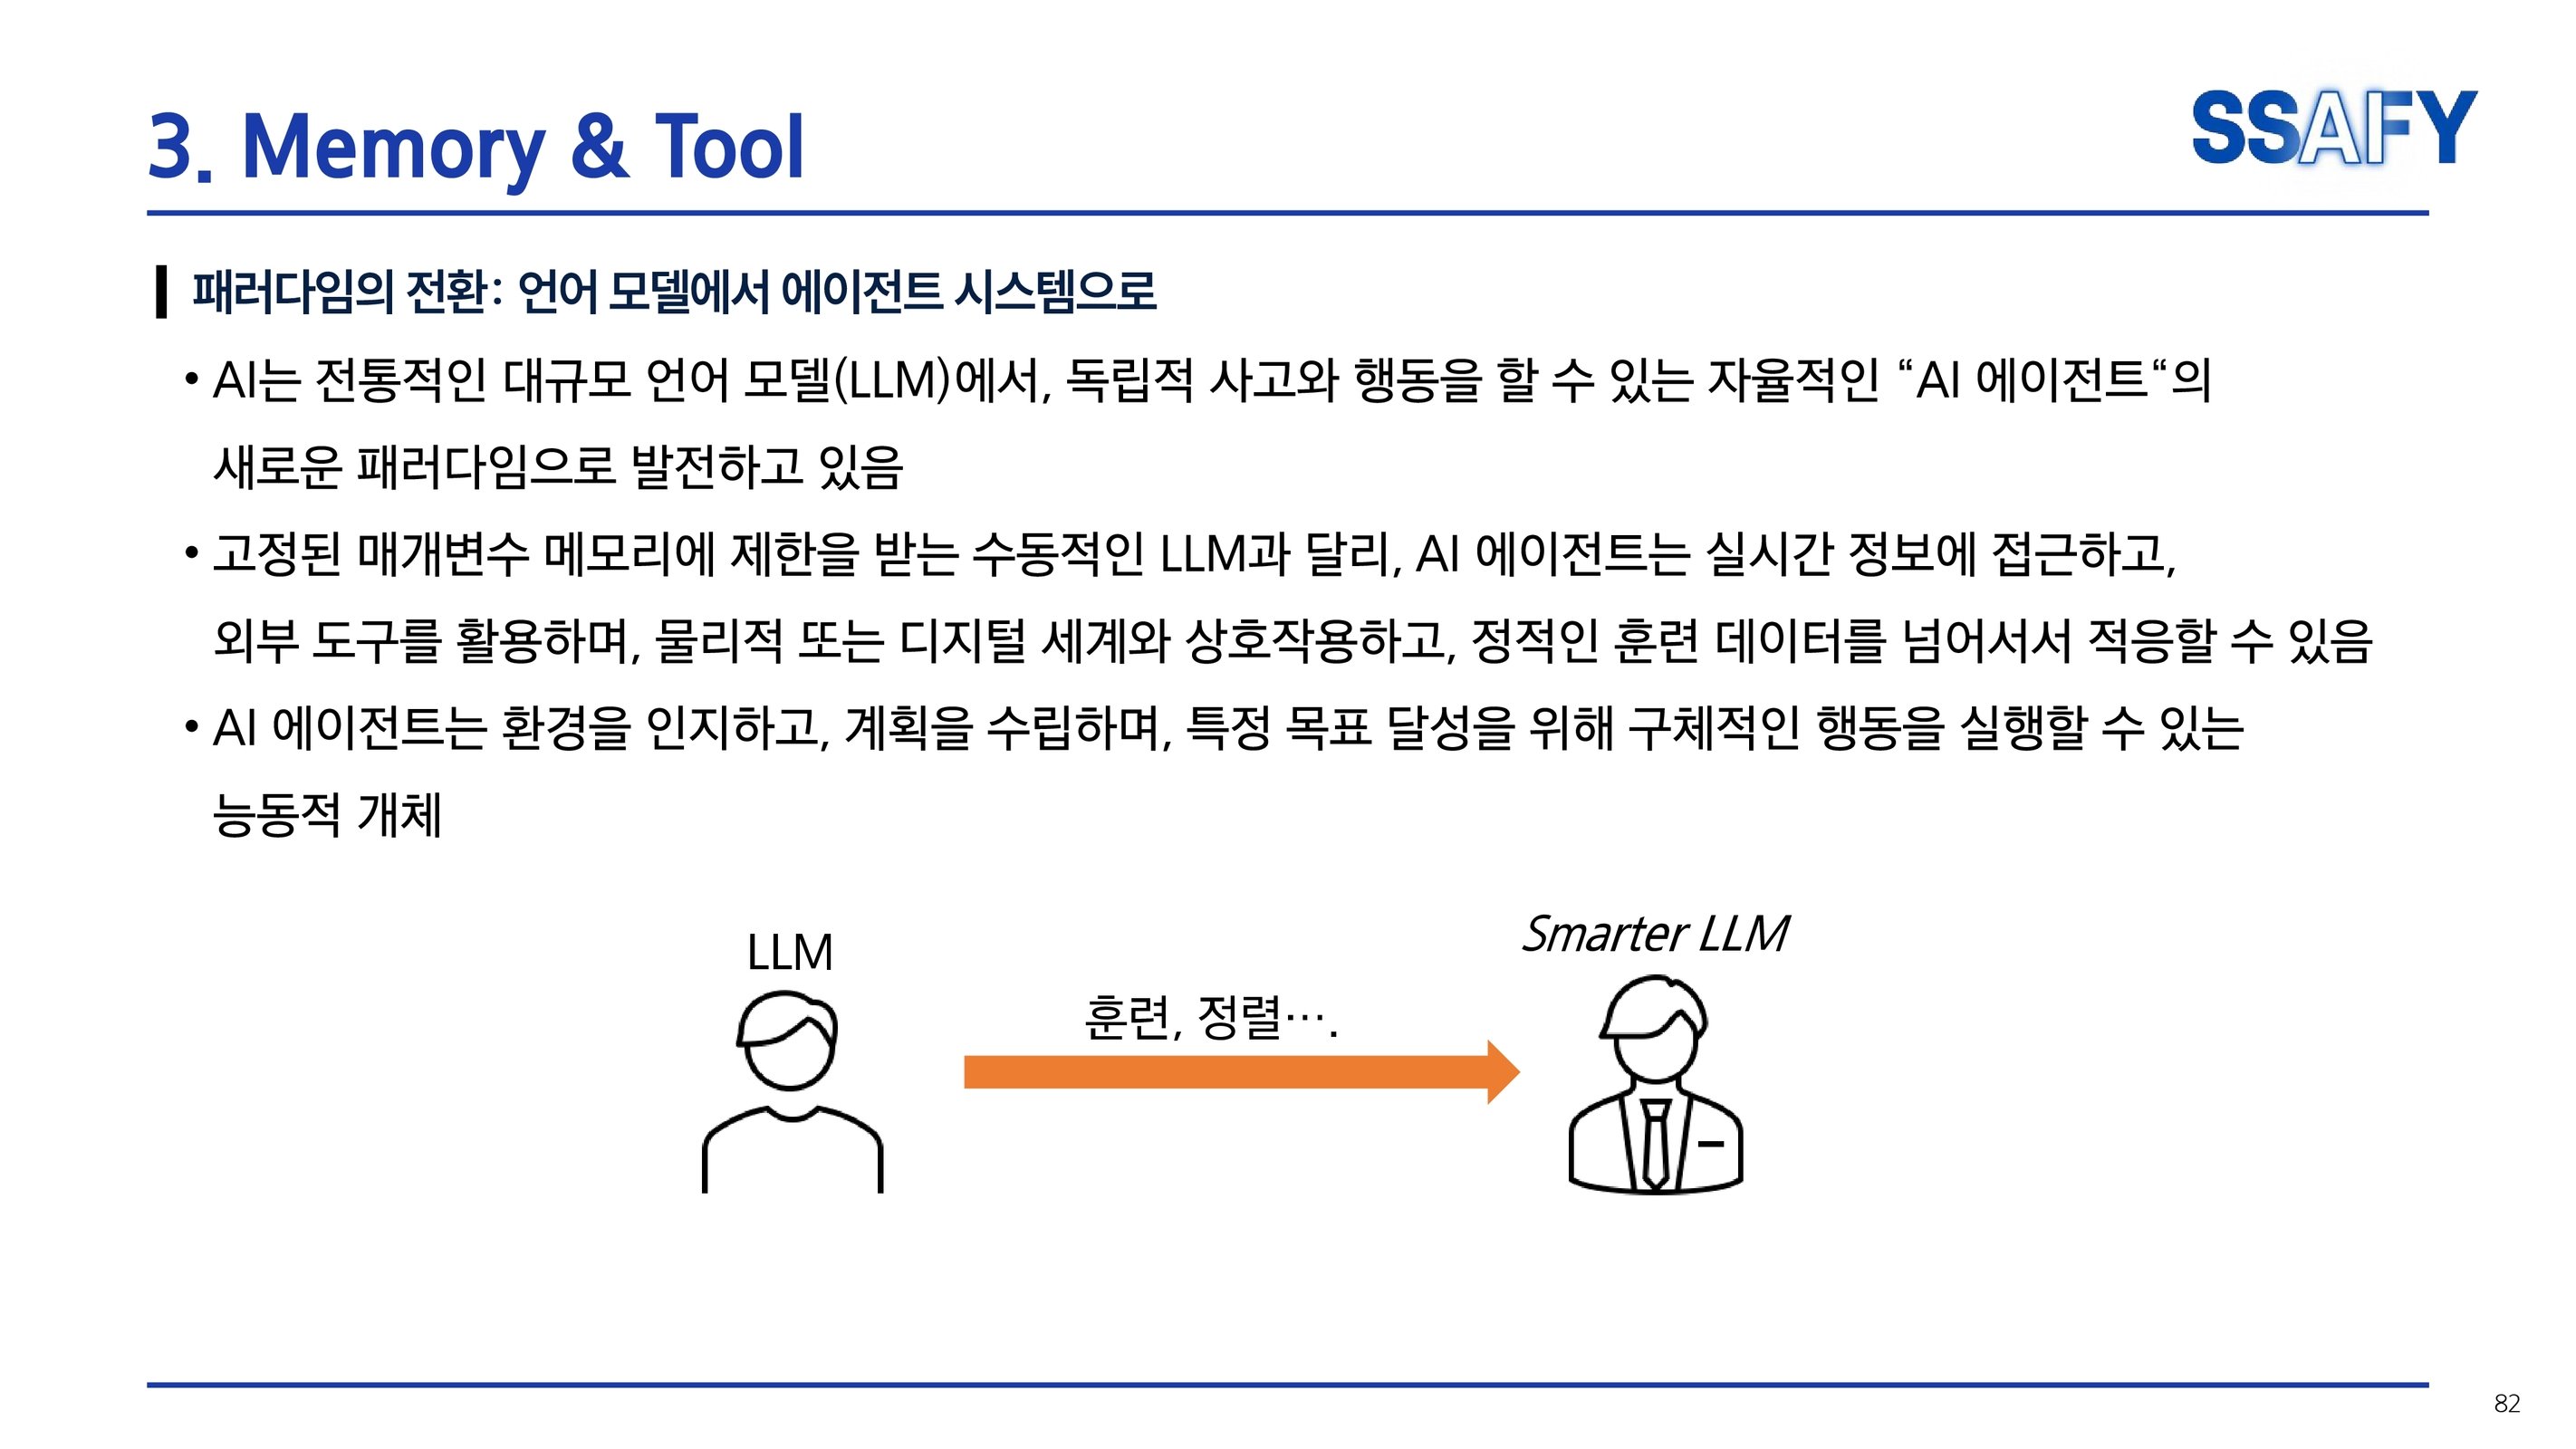 3. Memory & Tool
SSAFY
패러다임의 전환: 언어 모델에서 에이전트 시스템으로
• AI는 전통적인 대규모 언어 모델(LLM)에서, 독립적 사고와 행동을 할 수 있는 자율적인 “AI 에이전트“의
새로운 패러다임으로 발전하고 있음
• 고정된 매개변수 메모리에 제한을 받는 수동적인 LLM과 달리, AI 에이전트는 실시간 정보에 접근하고,
외부 도구를 활용하며, 물리적 또는 디지털 세계와 상호작용하고, 정적인 훈련 데이터를 넘어서서 적응할 수 있음
• AI 에이전트는 환경을 인지하고, 계획을 수립하며, 특정 목표 달성을 위해 구체적인 행동을 실행할 수 있는
능동적 개체
LLM
훈련, 정렬….
Smarter LLM
82